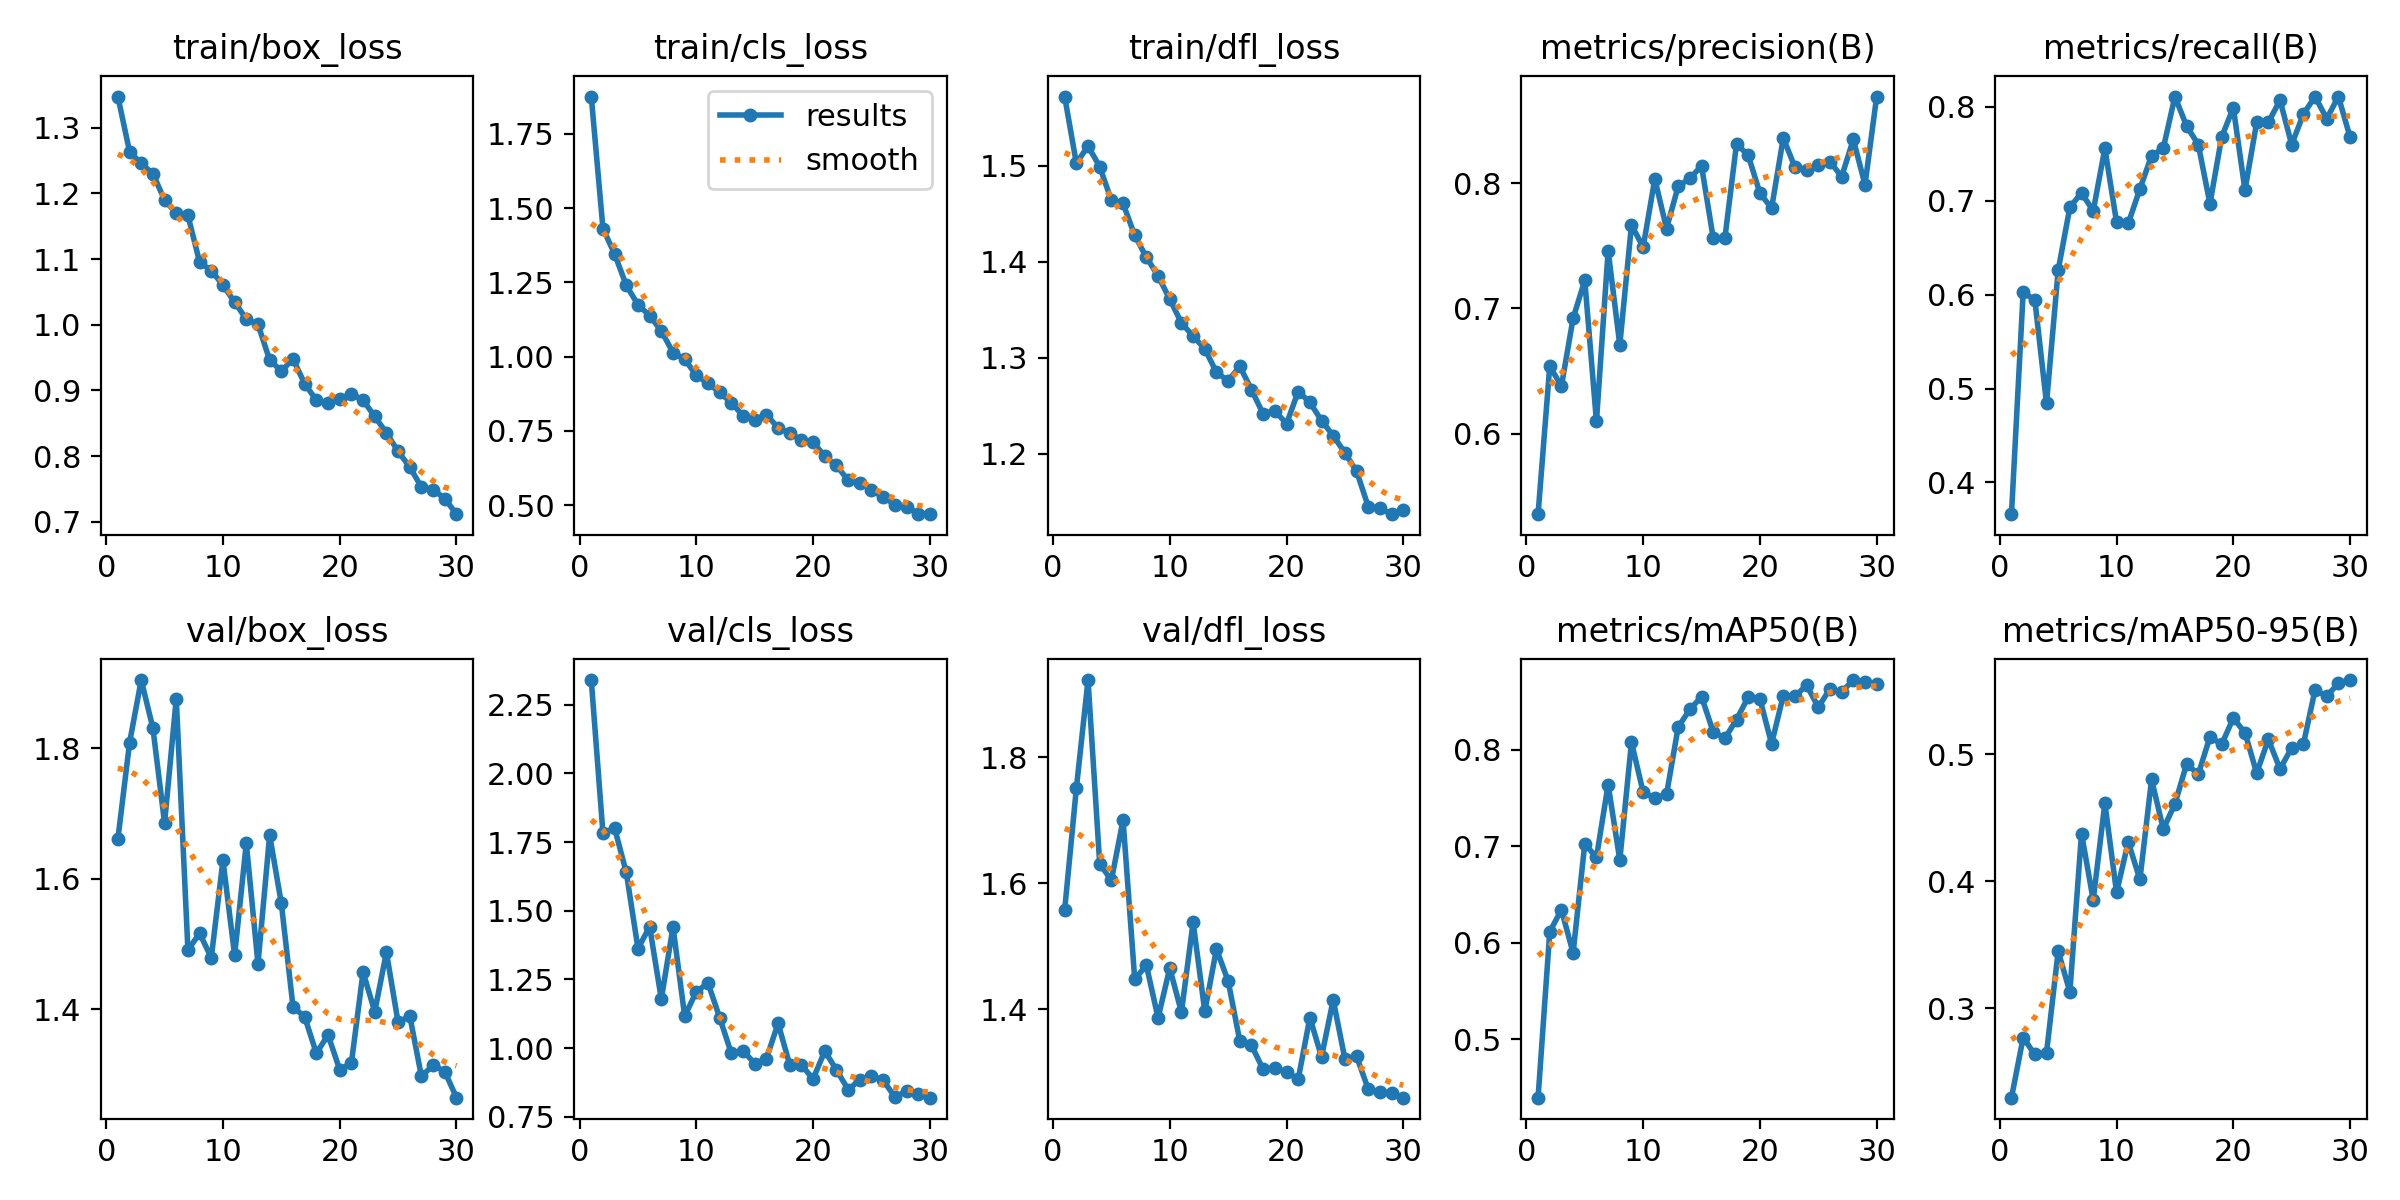 train/box_loss
train/cls_loss
train/dfl_loss
metrics/precision(B)
metrics/recall(B)
1.3
1.2
1.1
1.0
0.9
0.8
0.7
0 10 20 30
results
smooth
1.75
1.50
1.25
1.00
0.75
0.50
0 10 20 30
1.5
1.4
1.3
1.2
0 10 20 30
0.8
0.7
0.6
0 10 20 30
0.8
0.7
0.6
0.5
0.4
0 10 20 30
val/box_loss
val/cls_loss
val/dfl_loss
metrics/mAP50(B)
metrics/mAP50-95(B)
1.8
1.6
1.4
0 10 20 30
2.25
2.00
1.75
1.50
1.25
1.00
0.75
0 10 20 30
1.8
1.6
1.4
0 10 20 30
0.8
0.7
0.6
0.5
0 10 20 30
0.5
0.4
0.3
0 10 20 30